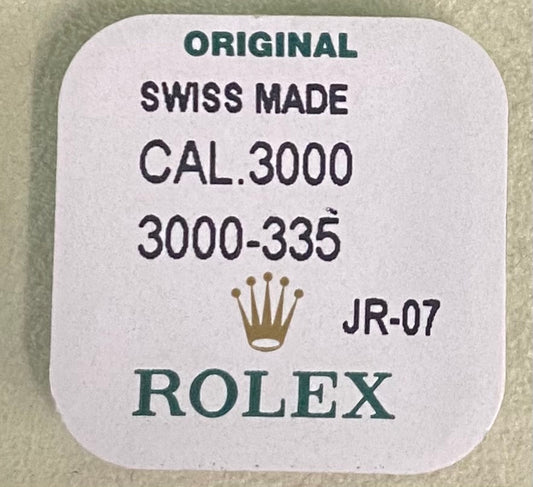 ORIGINAL
SWISS MADE
CAL.3000
3000-335
JR-07
ROLEX